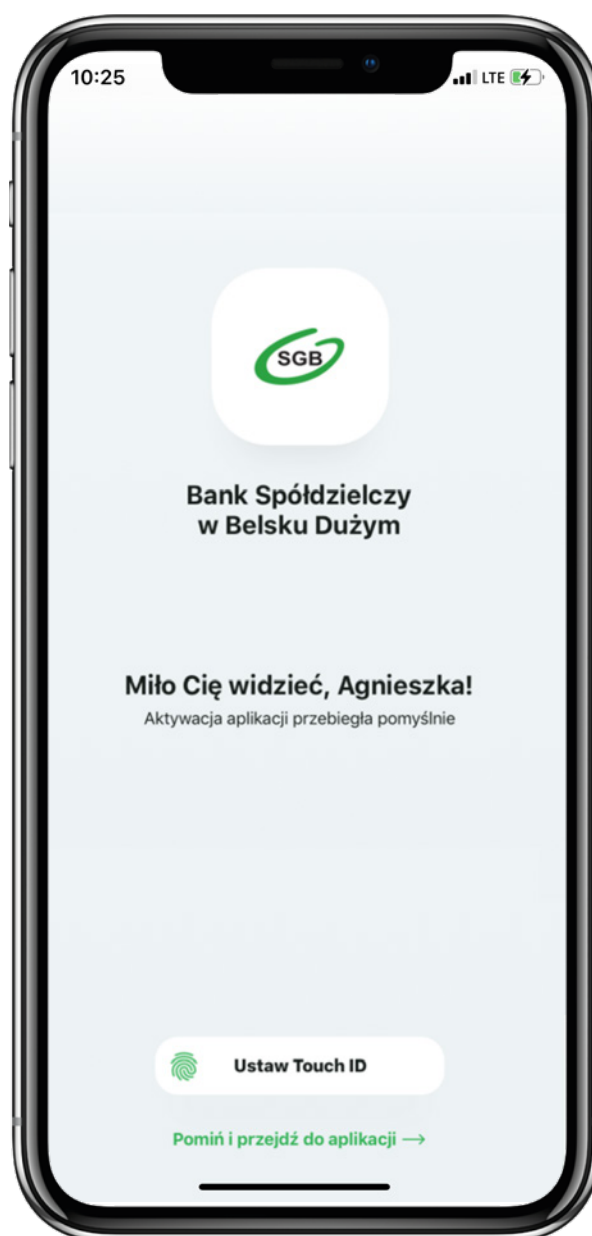 10:25
LTE
SGB
Bank Spółdzielczy
w Belsku Dużym
Miło Cię widzieć, Agnieszka!
Aktywacja aplikacji przebiegła pomyślnie
Ustaw Touch ID
Pomiń i przejdź do aplikacji →